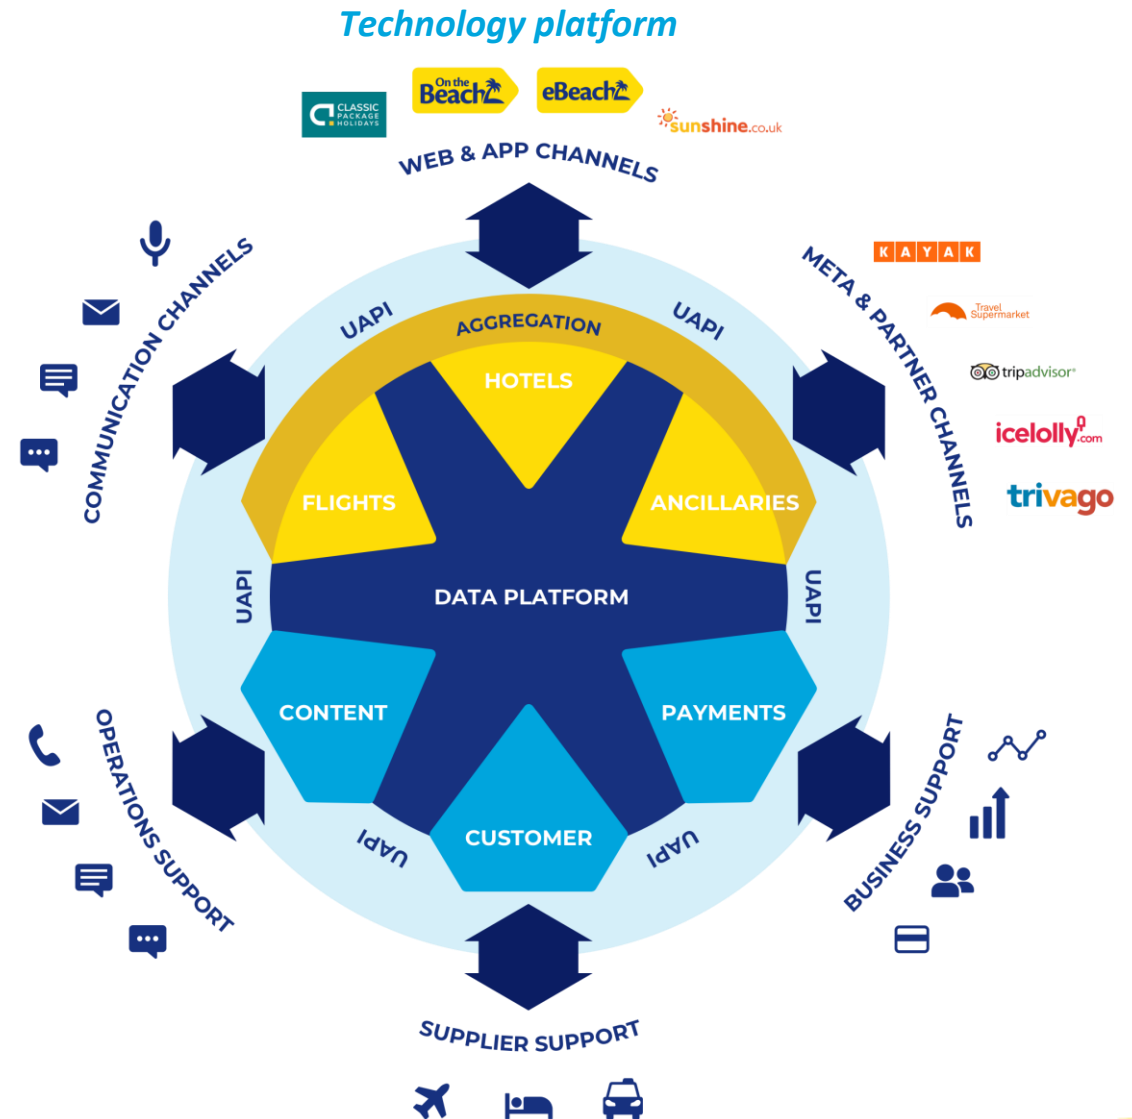 Technology platform
CLASSIC
PACKAGE
HOLIDAYS
On the
Beach
eBeach
sunshine.co.uk
WEB & APP CHANNELS
COMMUNICATION CHANNELS
META & PARTNER CHANNELS
KAYAK
Travel
Supermarket
tripadvisor®
icelolly.com
trivago
UAPI
UAPI
AGGREGATION
HOTELS
FLIGHTS
ANCILLARIES
UAPI
DATA PLATFORM
UAPI
CONTENT
PAYMENTS
CUSTOMER
UAPI
UAPI
OPERATIONS SUPPORT
BUSINESS SUPPORT
SUPPLIER SUPPORT